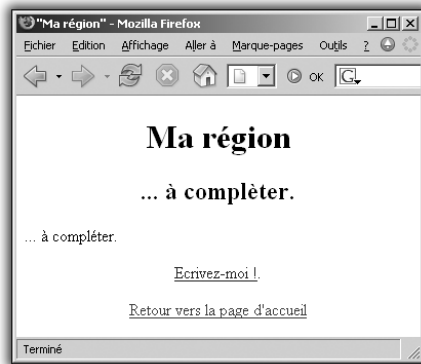 "Ma région" - Mozilla Firefox
Fichier Edition Affichage Aller à Marque-pages Outils ?
OK G
Ma région
... à complèter.
... à compléter.
Ecrivez-moi !.
Retour vers la page d'accueil
Terminé